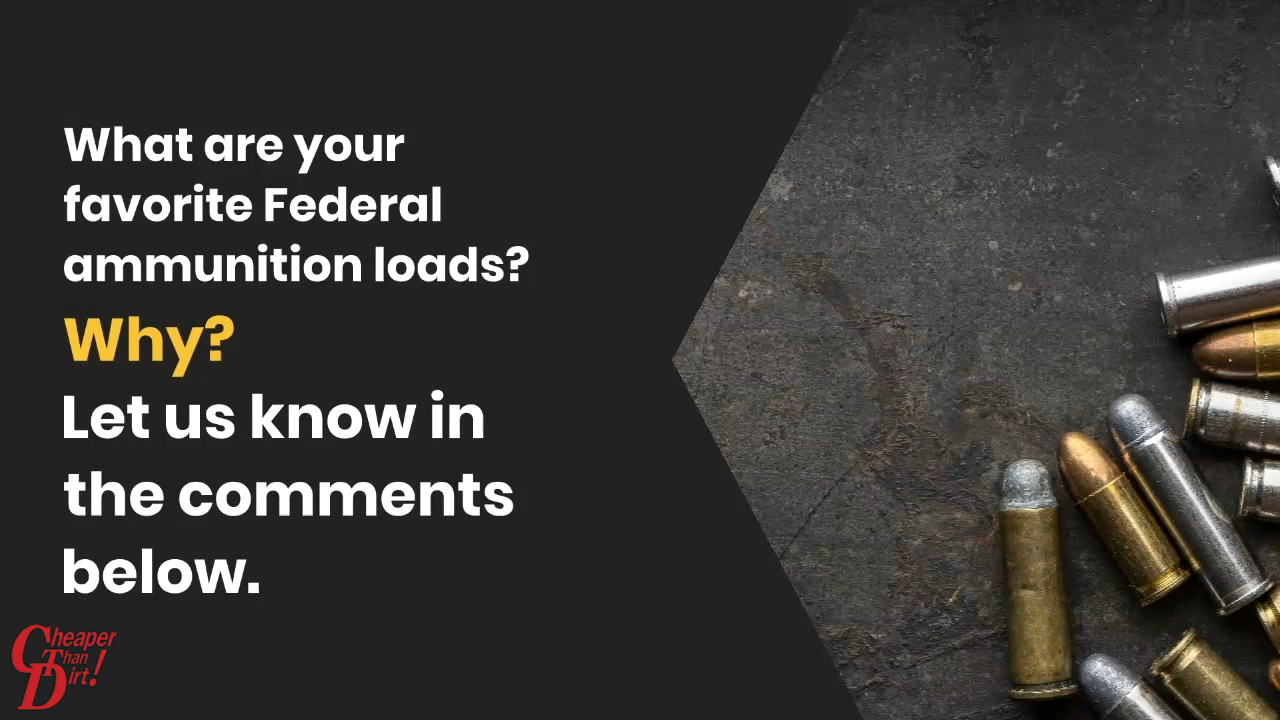 What are your
favorite Federal
ammunition loads?
Why?
Let us know in
the comments
below.
Cheaper
Than
Dirt!